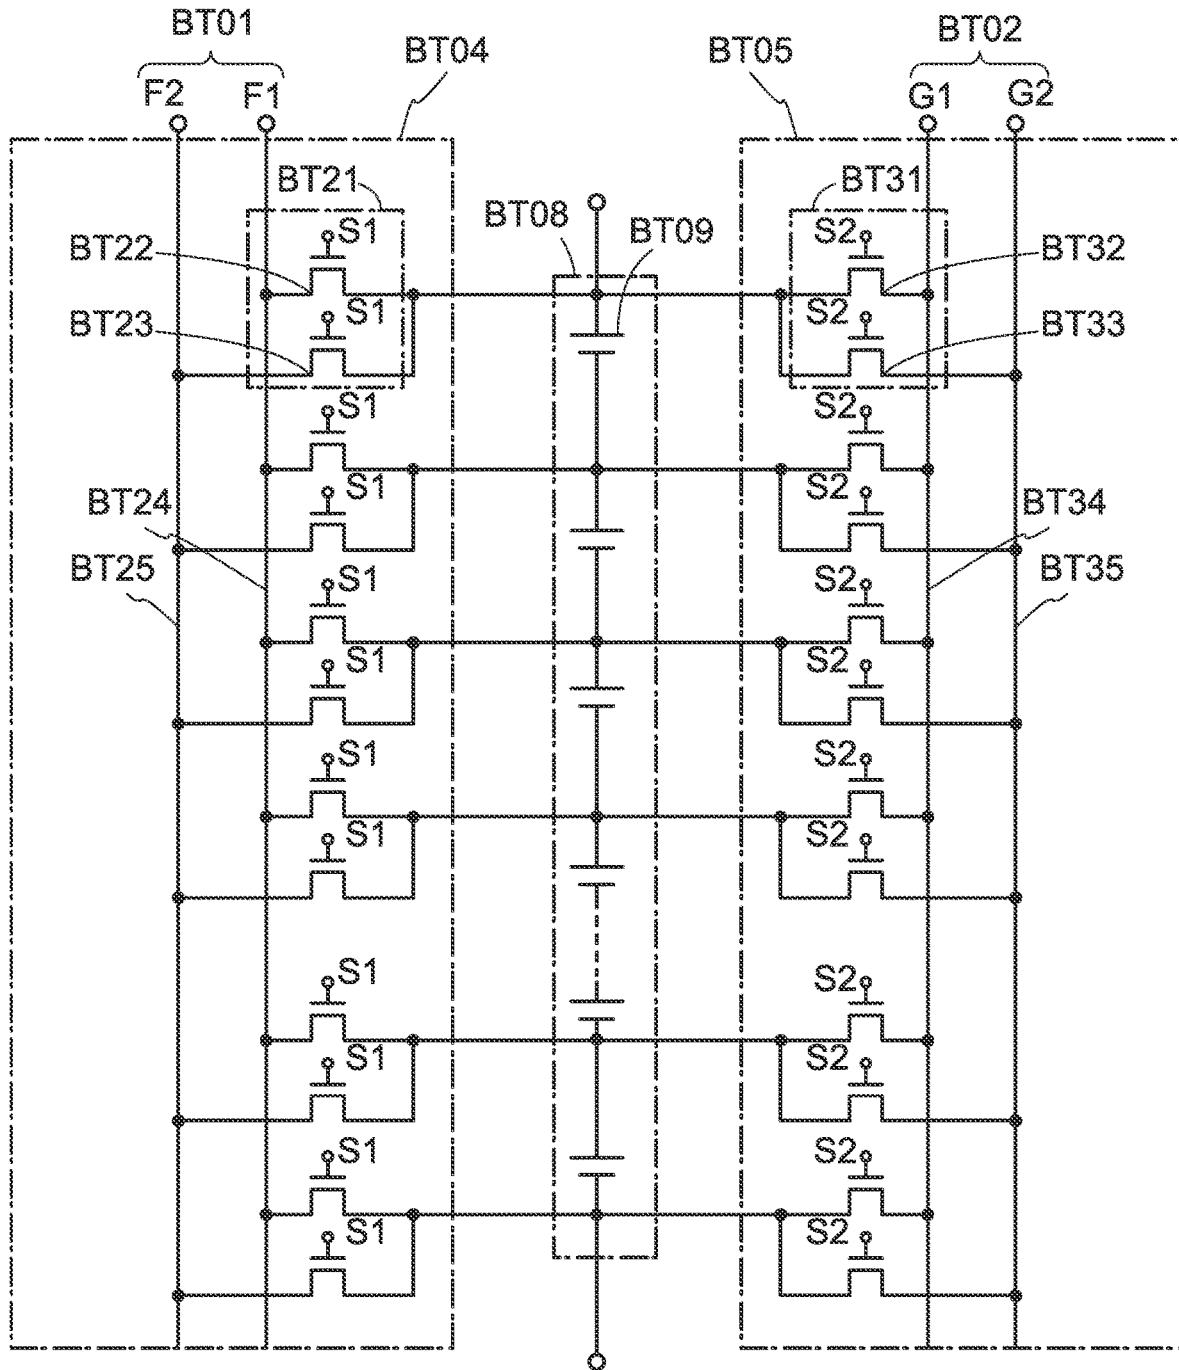 BT01 BT02
BT04 BT05
F2 F1 G1 G2
BT21 BT31
S1 BT08 BT09 S2
BT22 BT32
S1 S2
BT23 BT33
S1 S2
S1 S2
BT24 BT34
BT25 S1 S2 BT35
S1 S2
S1 S2
S1 S2
S1 S2
S1 S2
S1 S2
S1 S2